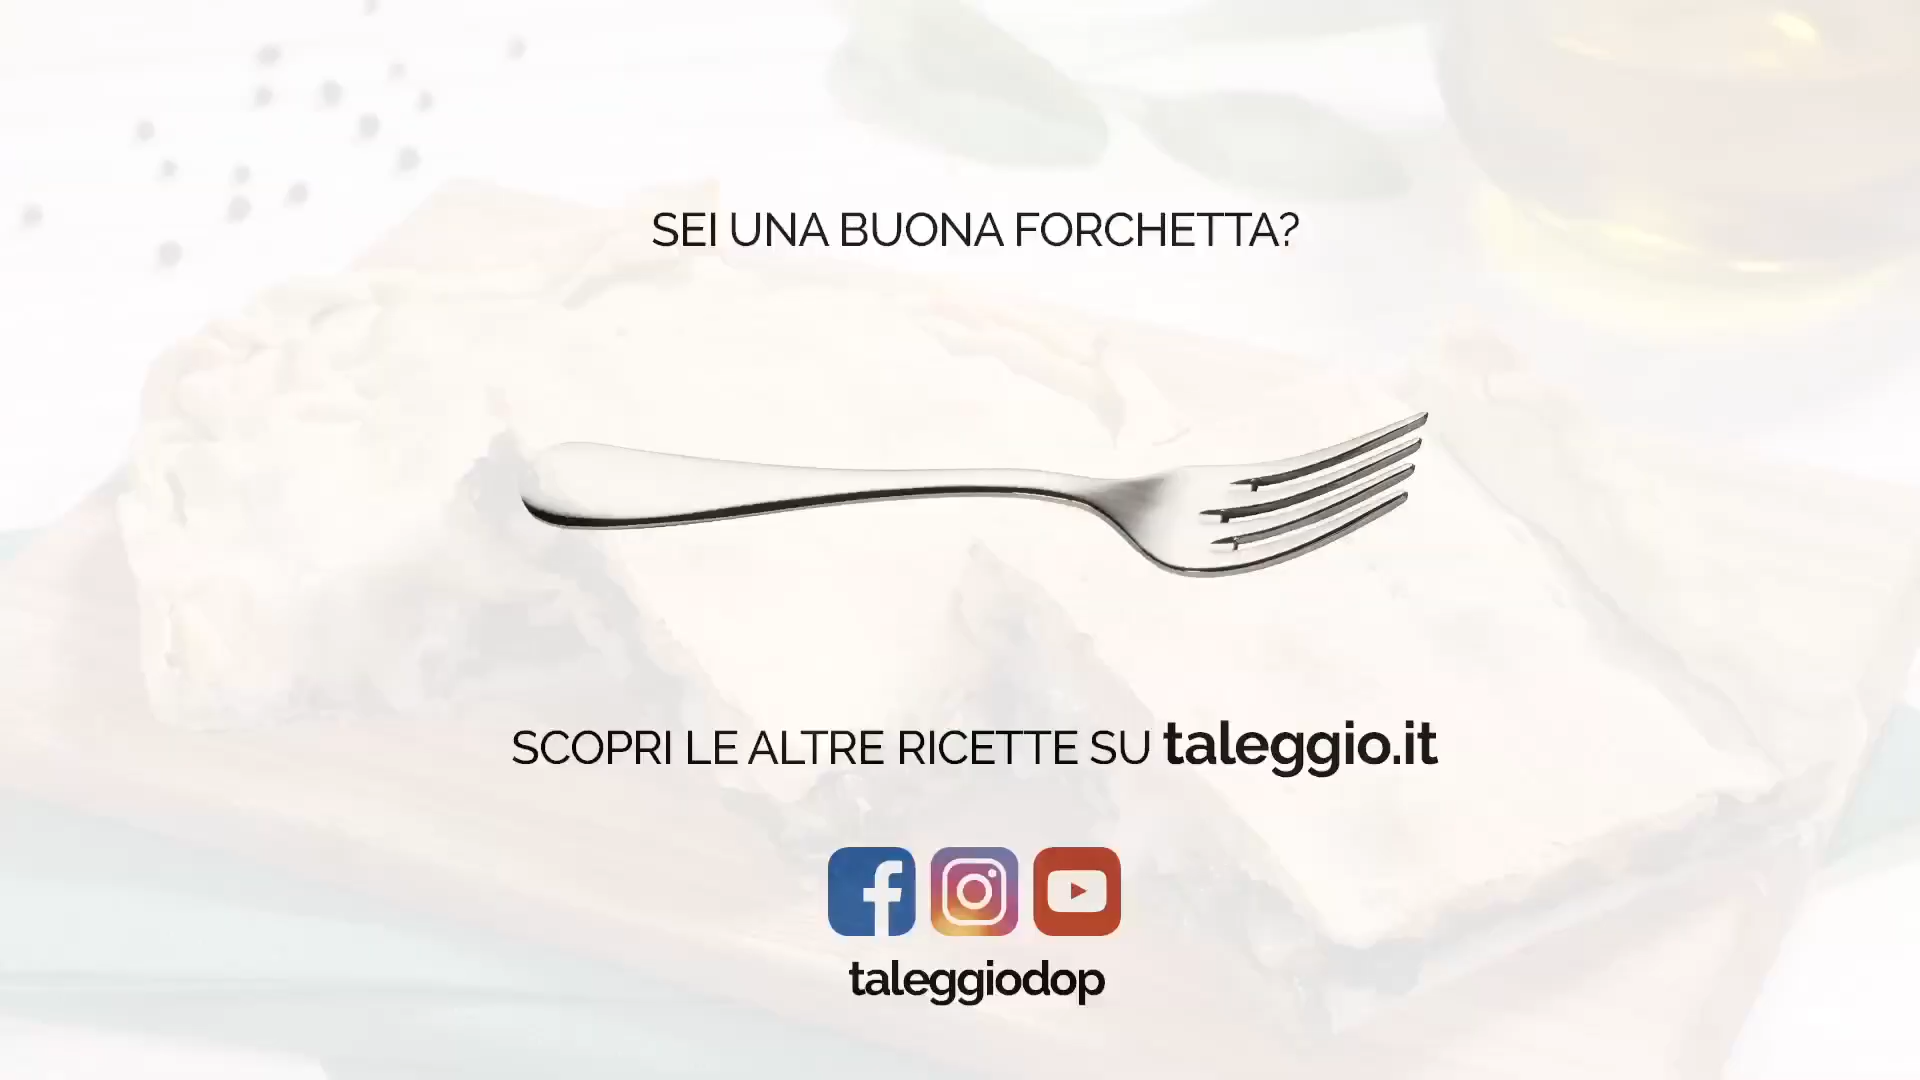 SEI UNA BUONA FORCHETTA?
SCOPRI LE ALTRE RICETTE SU taleggio.it
taleggiodop